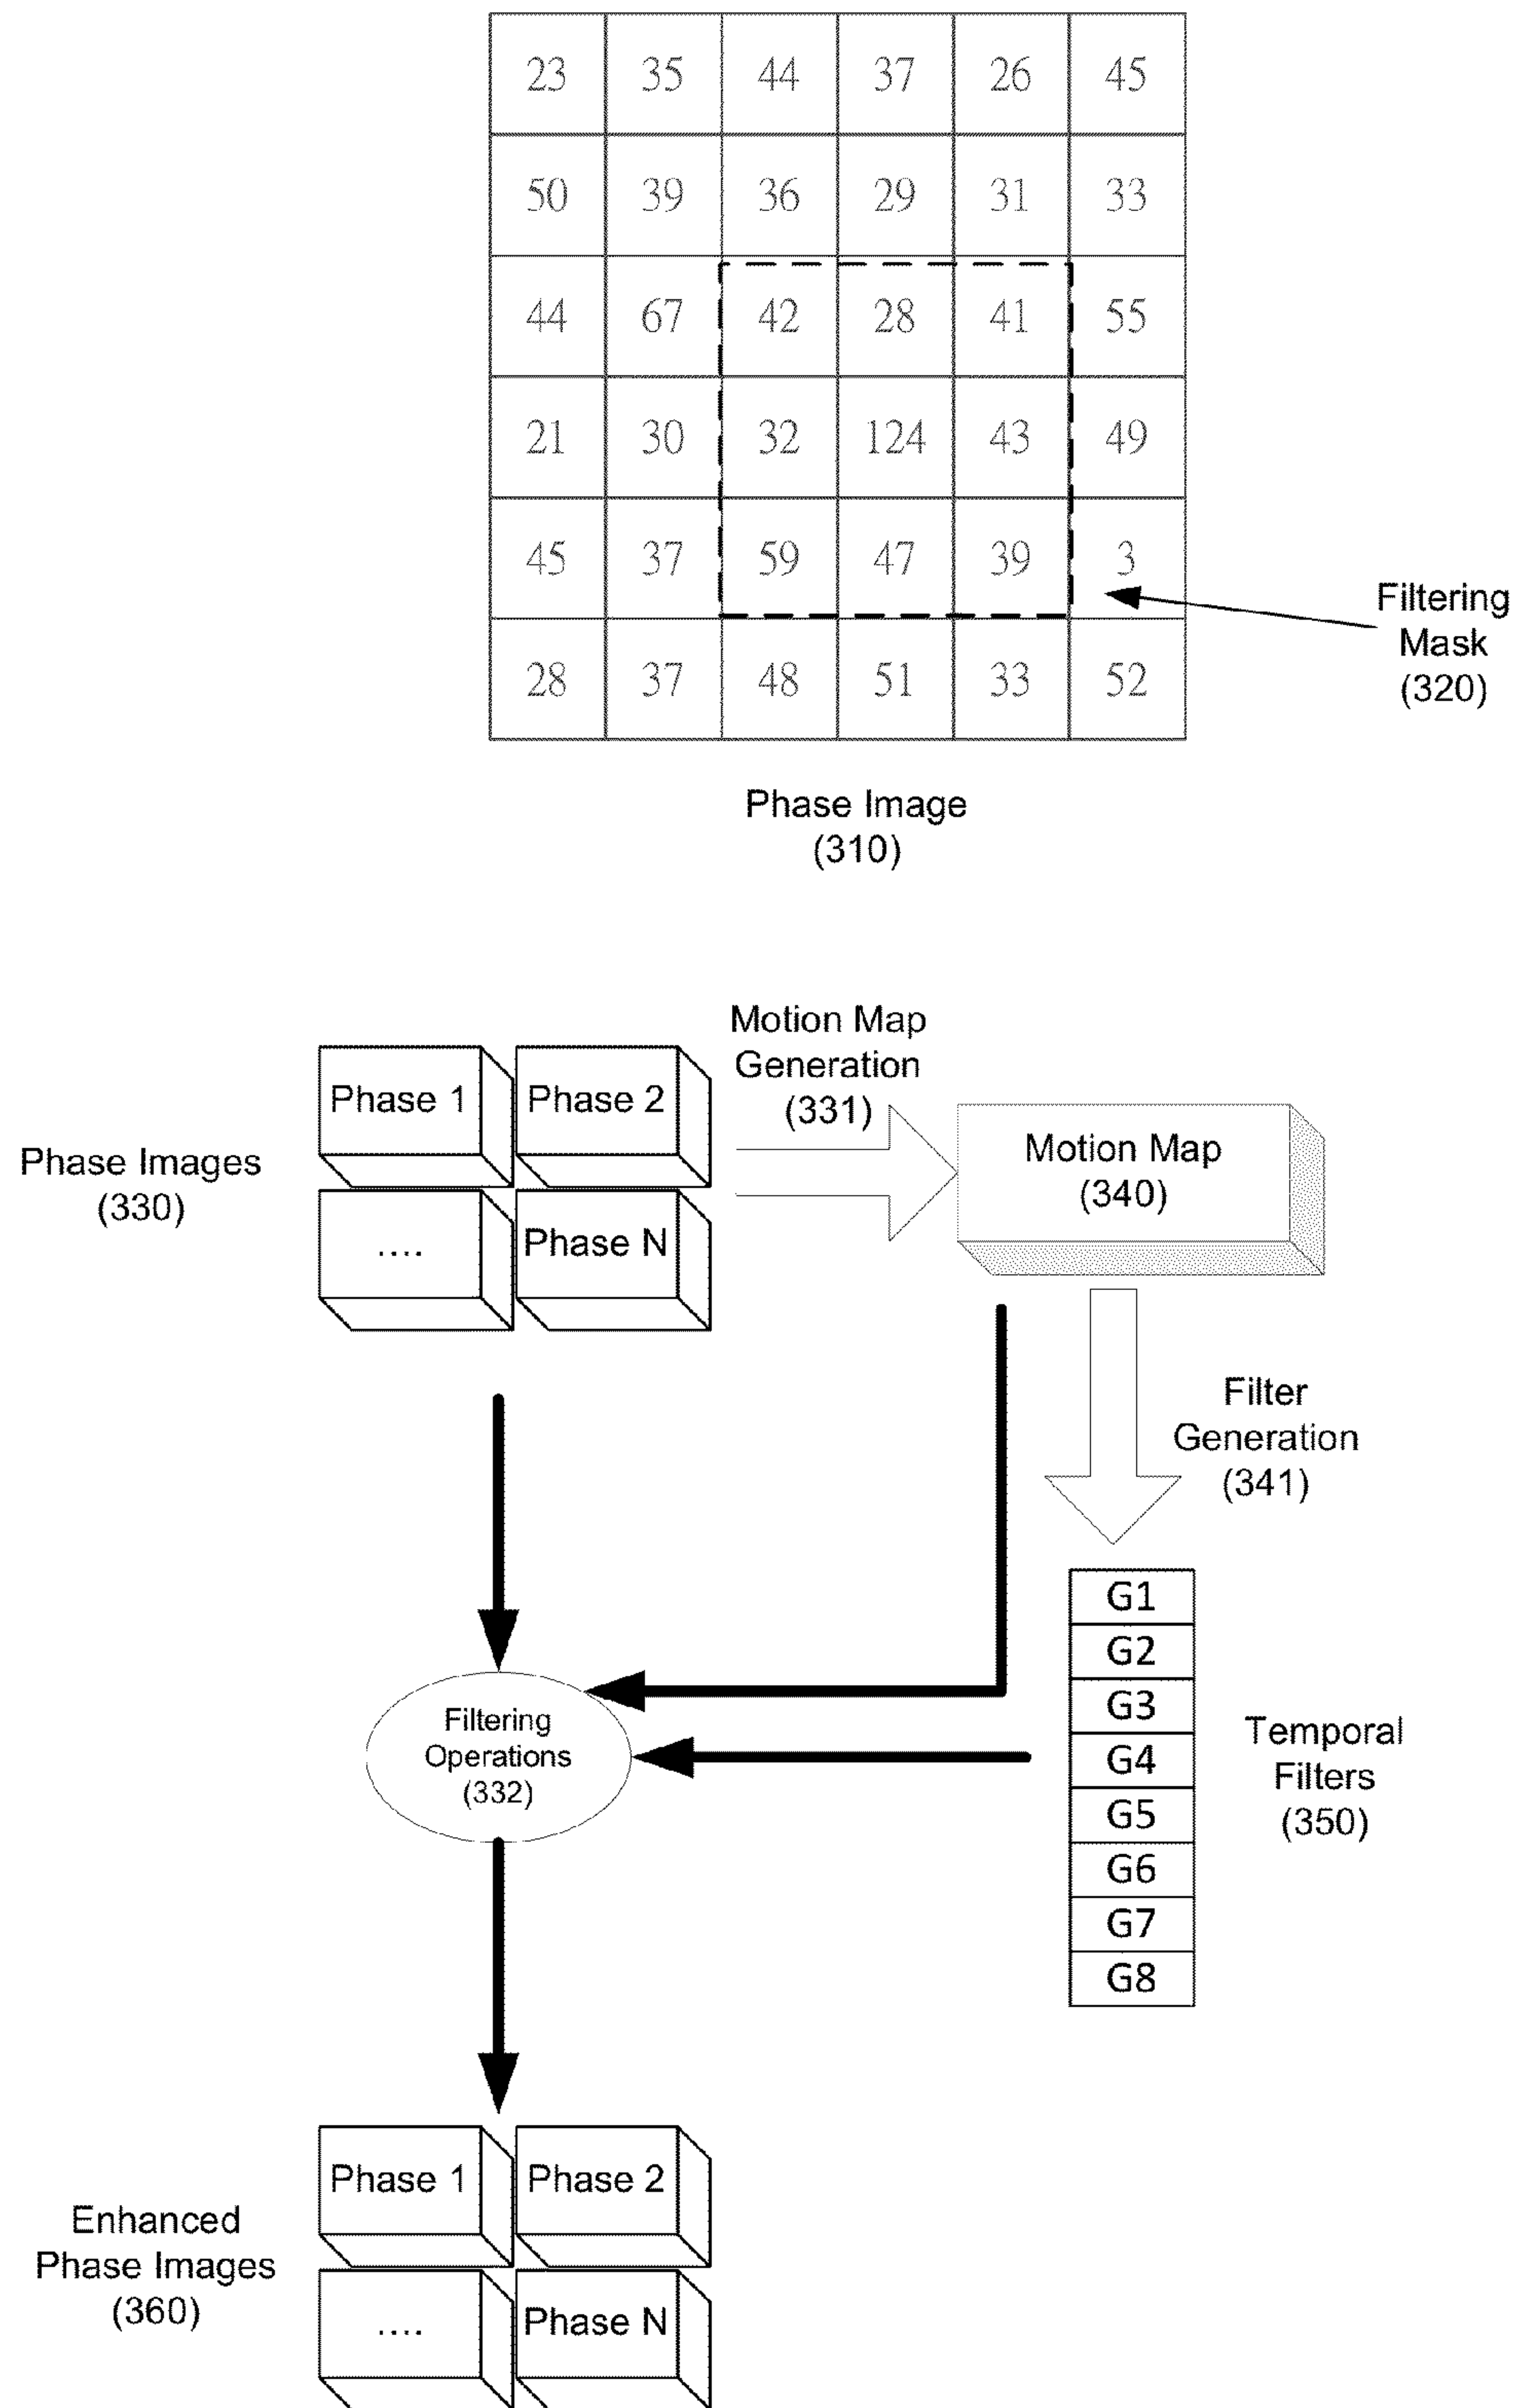 23 35 44 37 26 45
50 39 36 29 31 33
44 67 42 28 41 55
21 30 32 124 43 49
45 37 59 47 39 3
28 37 48 51 33 52
Filtering
Mask
(320)
Phase Image
(310)
Motion Map
Generation
(331)
Phase 1
Phase 2
....
Phase N
Phase Images
(330)
Motion Map
(340)
Filter
Generation
(341)
G1
G2
G3
G4
G5
G6
G7
G8
Temporal
Filters
(350)
Filtering
Operations
(332)
Phase 1
Phase 2
....
Phase N
Enhanced
Phase Images
(360)